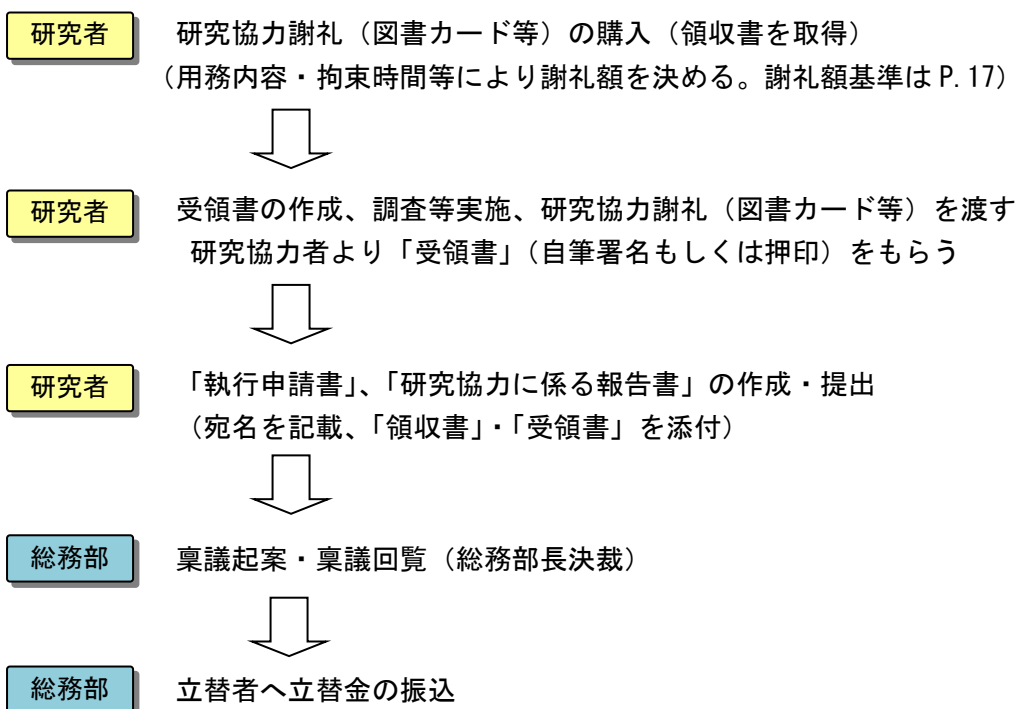 研究者 研究協力謝礼（図書カード等）の購入（領収書を取得）
（用務内容・拘束時間等により謝礼額を決める。謝礼額基準は P.17）
研究者 受領書の作成、調査等実施、研究協力謝礼（図書カード等）を渡す
研究協力者より「受領書」（自筆署名もしくは押印）をもらう
研究者 「執行申請書」、「研究協力に係る報告書」の作成・提出
（宛名を記載、「領収書」・「受領書」を添付）
総務部 稟議起案・稟議回覧（総務部長決裁）
総務部 立替者へ立替金の振込